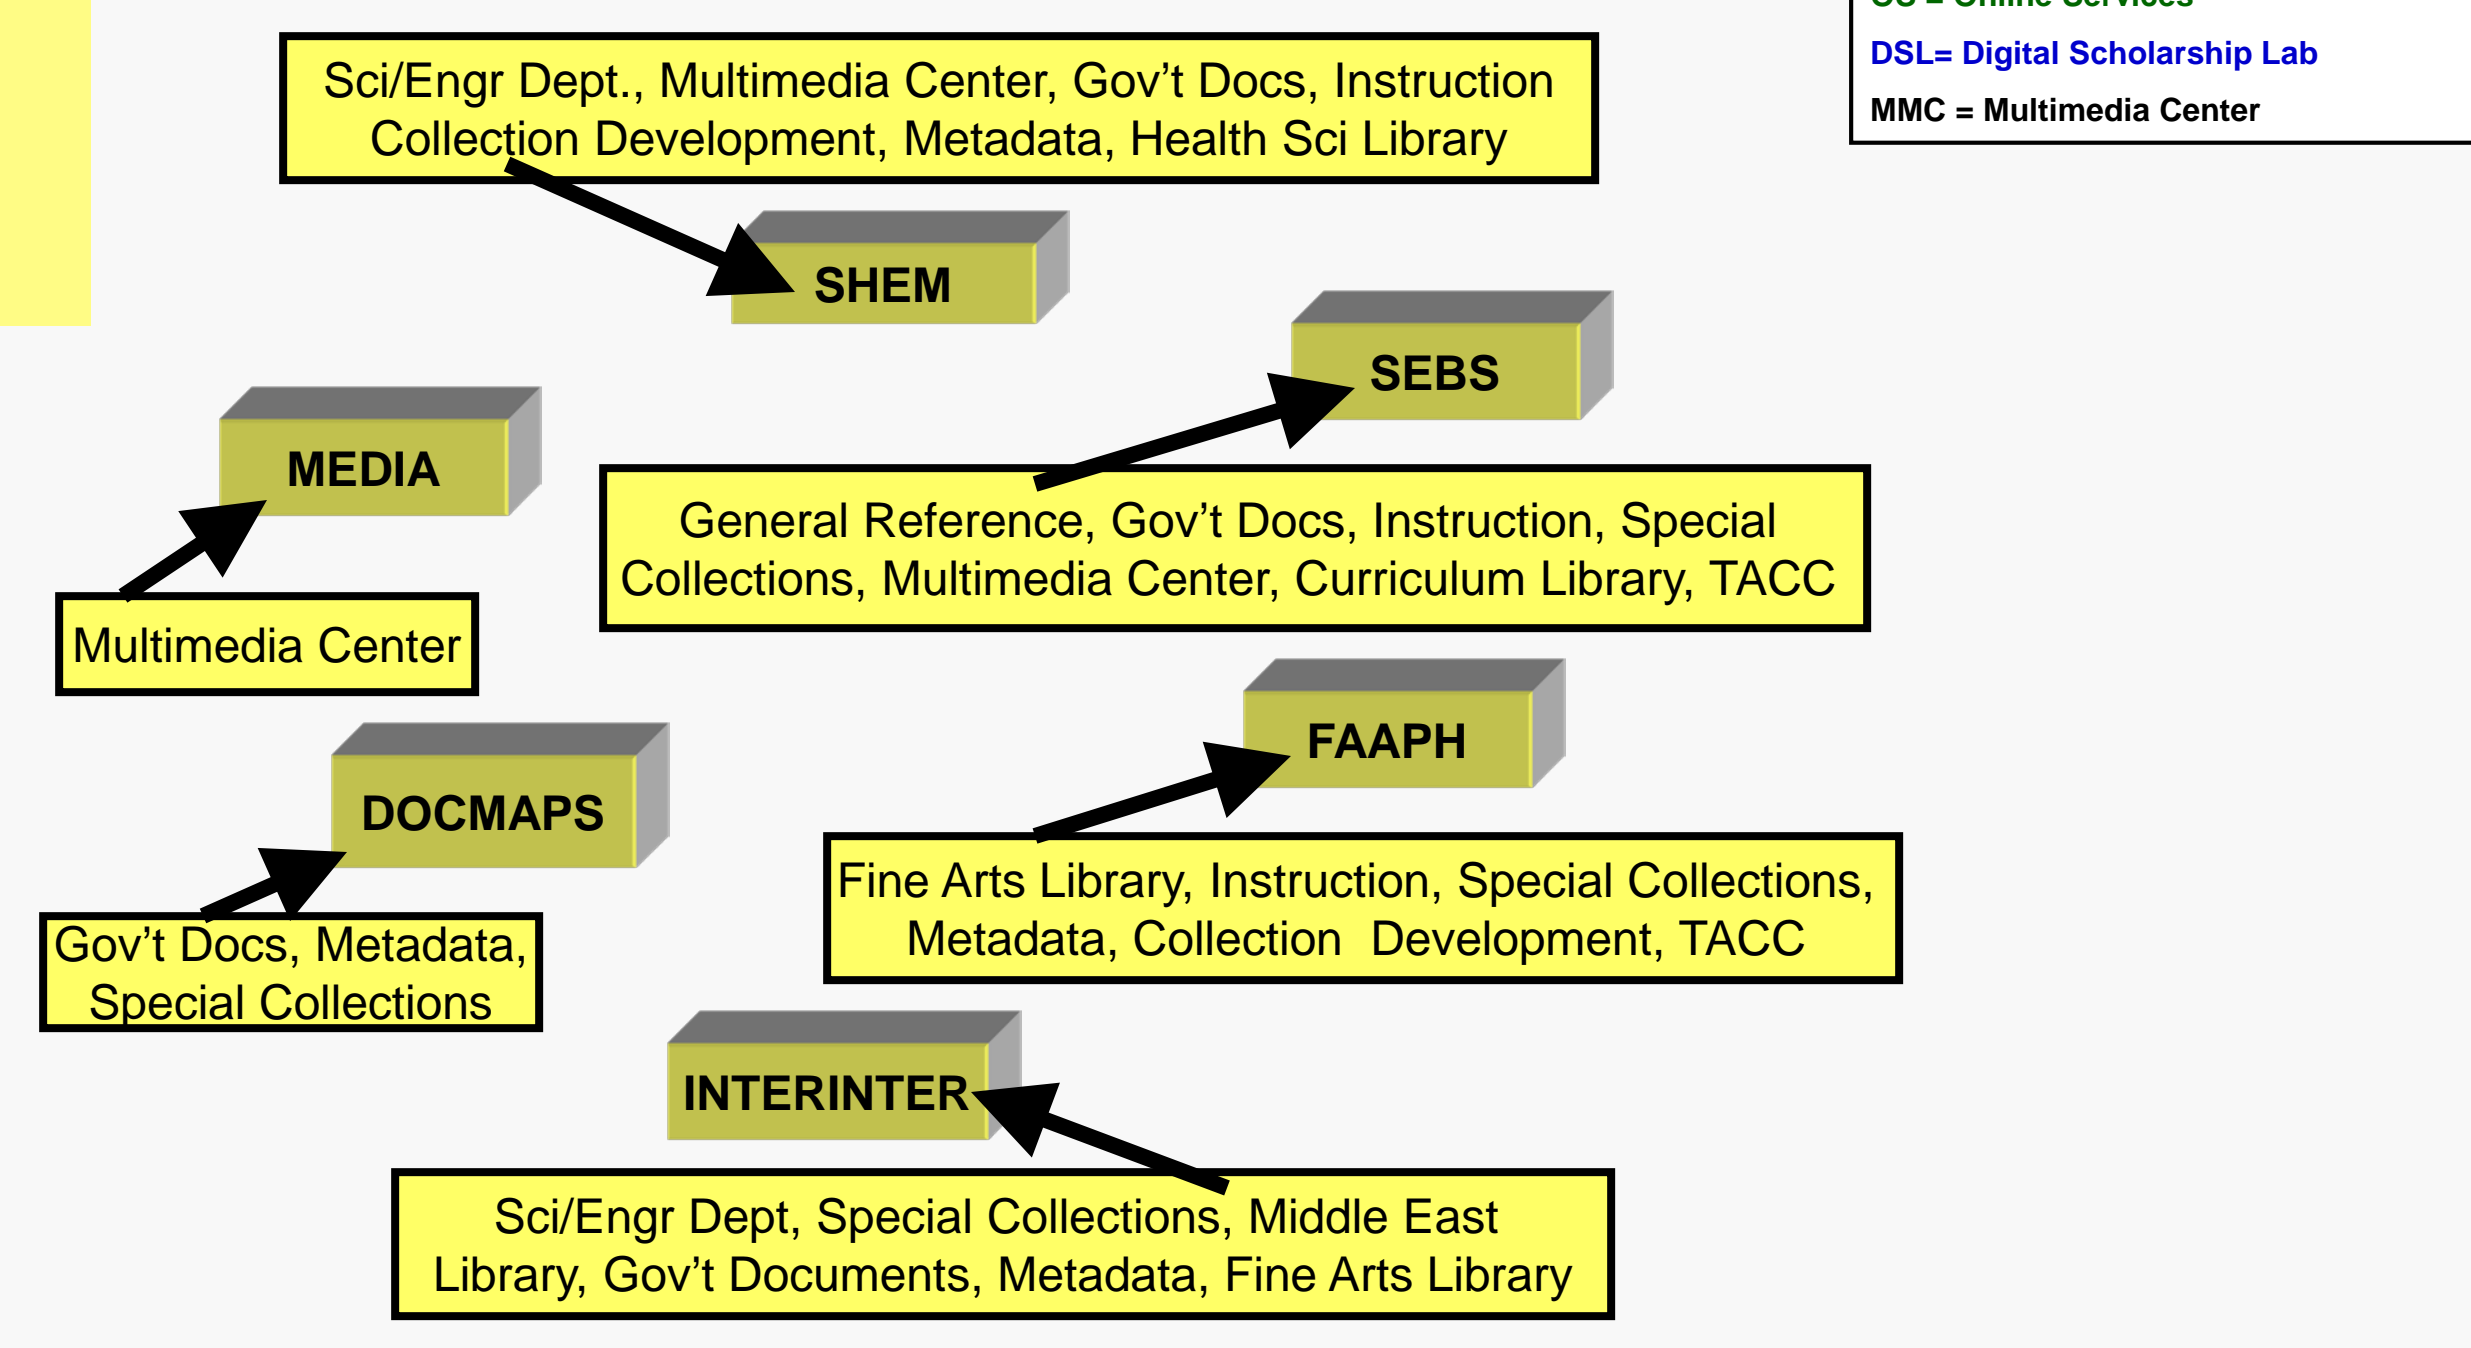 OS = Online Services
DSL= Digital Scholarship Lab
MMC = Multimedia Center
Sci/Engr Dept., Multimedia Center, Gov’t Docs, Instruction
Collection Development, Metadata, Health Sci Library
SHEM
SEBS
MEDIA
General Reference, Gov’t Docs, Instruction, Special
Collections, Multimedia Center, Curriculum Library, TACC
Multimedia Center
FAAPH
DOCMAPS
Fine Arts Library, Instruction, Special Collections,
Metadata, Collection  Development, TACC
Gov’t Docs, Metadata,
Special Collections
INTERINTER
Sci/Engr Dept, Special Collections, Middle East
Library, Gov’t Documents, Metadata, Fine Arts Library